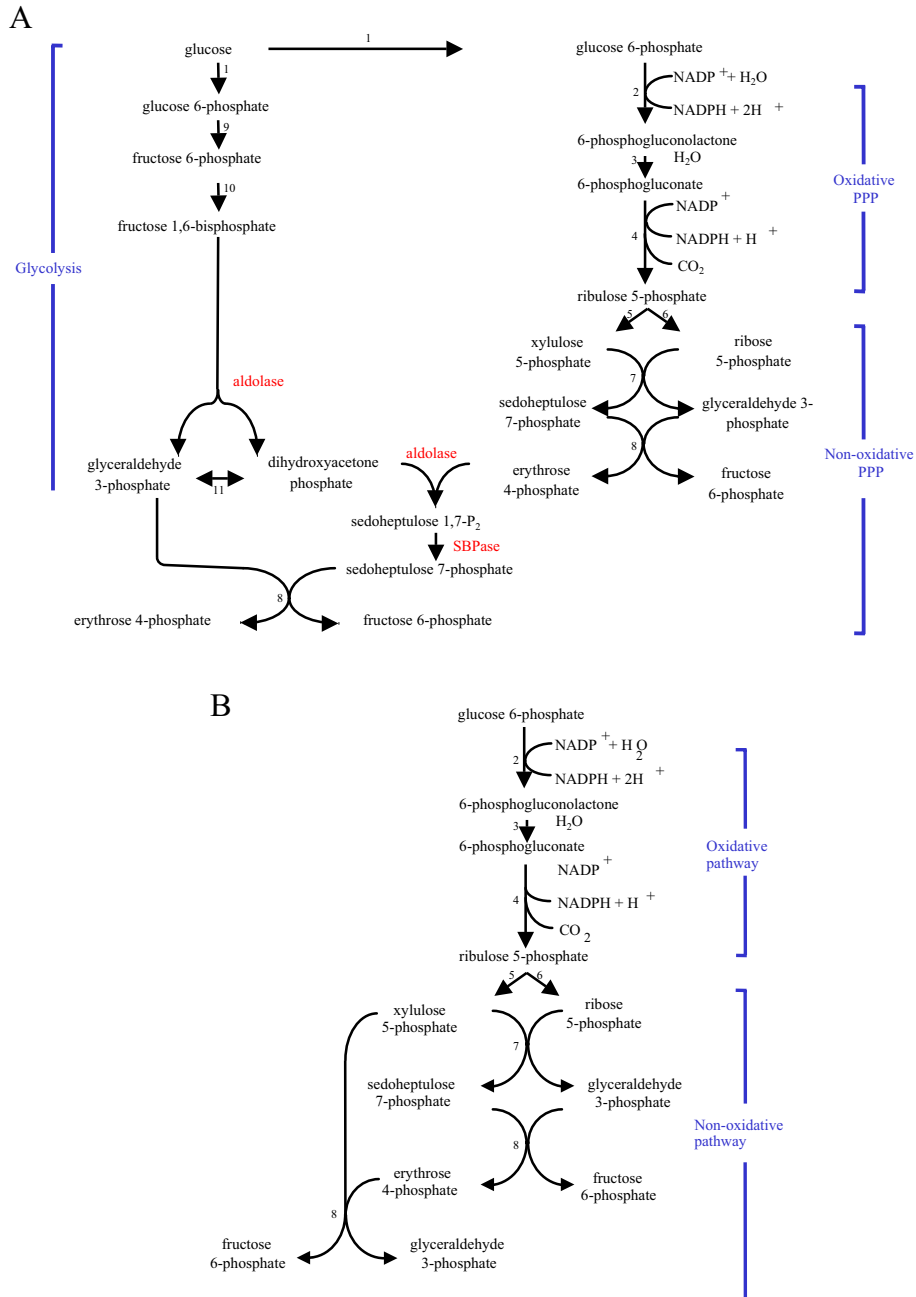 A
glucose
1
glucose 6-phosphate
1
NADP + + H2O
2
NADPH + 2H +
glucose 6-phosphate
9
fructose 6-phosphate
10
fructose 1,6-bisphosphate
6-phosphogluconolactone
3
H2O
6-phosphogluconate
NADP +
4
NADPH + H +
CO2
ribulose 5-phosphate
Oxidative
PPP
Glycolysis
5
6
xylulose
5-phosphate
ribose
5-phosphate
7
sedoheptulose
7-phosphate
glyceraldehyde 3-
phosphate
8
erythrose
4-phosphate
fructose
6-phosphate
Non-oxidative
PPP
aldolase
glyceraldehyde
3-phosphate
11
dihydroxyacetone
phosphate
aldolase
sedoheptulose 1,7-P2
SBPase
sedoheptulose 7-phosphate
8
erythrose 4-phosphate
fructose 6-phosphate
B
glucose 6-phosphate
NADP + + H2O
2
NADPH + 2H +
6-phosphogluconolactone
3
H2O
6-phosphogluconate
NADP +
4
NADPH + H +
CO2
ribulose 5-phosphate
Oxidative
pathway
5
6
xylulose
5-phosphate
ribose
5-phosphate
7
sedoheptulose
7-phosphate
glyceraldehyde
3-phosphate
Non-oxidative
pathway
8
erythrose
4-phosphate
fructose
6-phosphate
8
fructose
6-phosphate
glyceraldehyde
3-phosphate